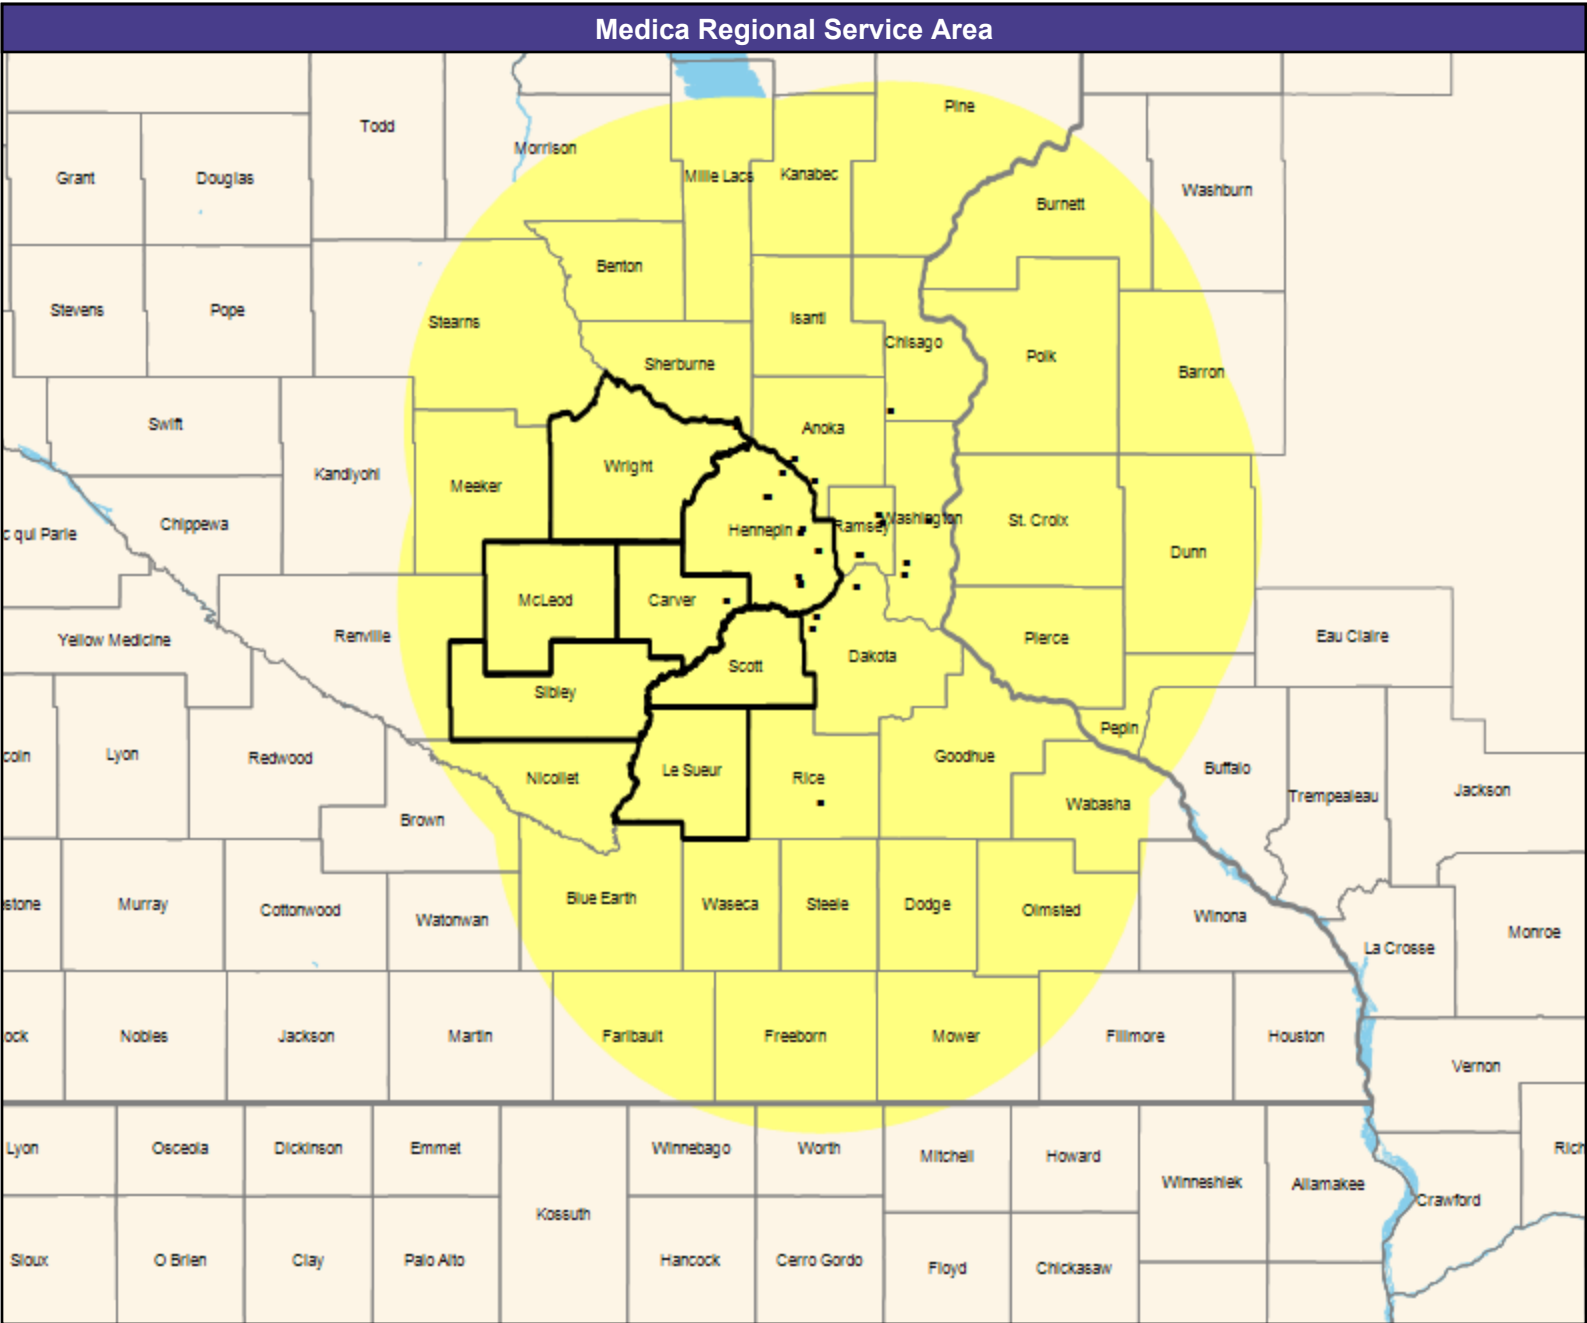 Medica Regional Service Area
Pine
Todd
Morrison
Mille Lacs
Kanabec
Grant
Douglas
Washburn
Burnett
Benton
Stevens
Pope
Stearns
Isanti
Chisago
Polk
Sherburne
Barron
Swift
Anoka
Wright
Kandiyohi
Meeker
Chippewa
Hennepin
Ramsey
Washington
St. Croix
c qui Parle
Dunn
McLeod
Carver
Yellow Medicine
Renville
Pierce
Eau Claire
Scott
Dakota
Sibley
Pepin
coln
Lyon
Redwood
Nicollet
Le Sueur
Rice
Goodhue
Buffalo
Trempealeau
Jackson
Brown
Wabasha
stone
Murray
Cottonwood
Watonwan
Blue Earth
Waseca
Steele
Dodge
Olmsted
Winona
La Crosse
Monroe
ock
Nobles
Jackson
Martin
Faribault
Freeborn
Mower
Fillmore
Houston
Vernon
Lyon
Osceola
Dickinson
Emmet
Winnebago
Worth
Mitchell
Howard
Rich
Winneshiek
Allamakee
Crawford
Kossuth
Sioux
O Brien
Clay
Palo Alto
Hancock
Cerro Gordo
Floyd
Chickasaw